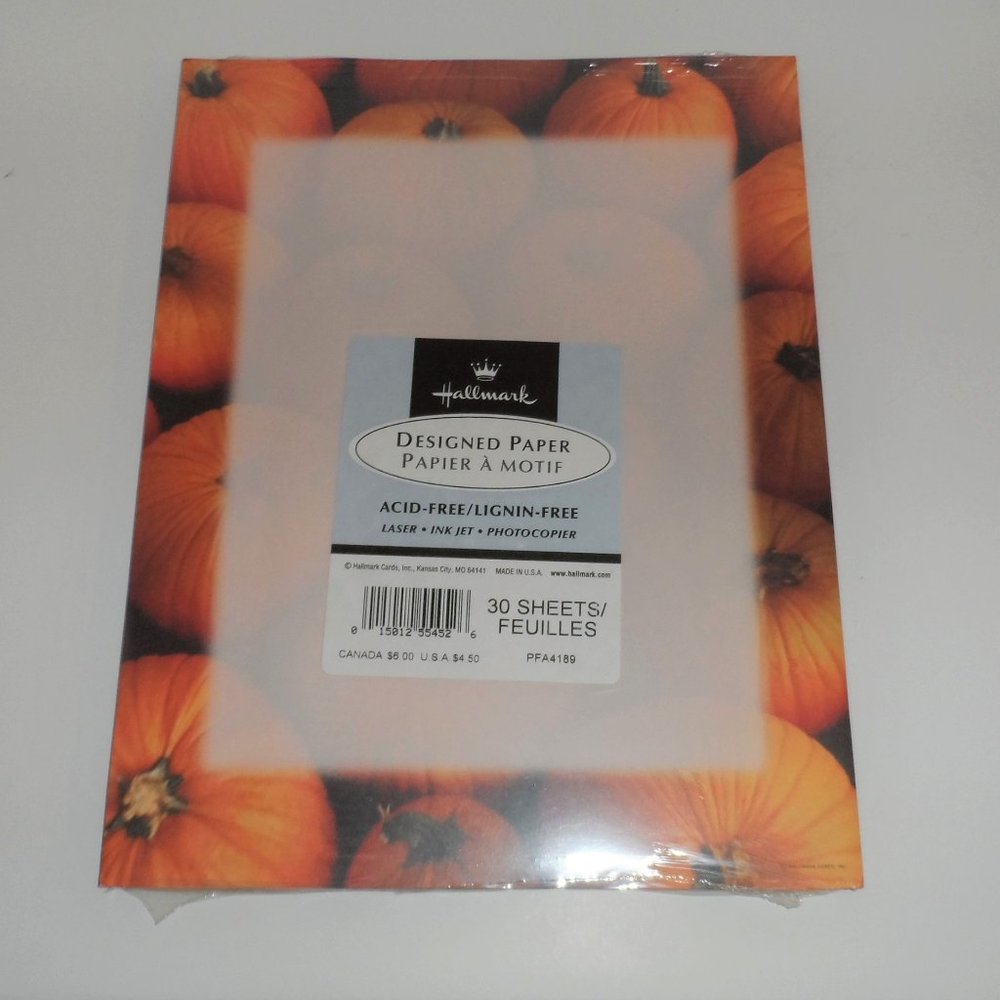 Hallmark
DESIGNED PAPER
PAPIER À MOTIF
ACID-FREE/LIGNIN-FREE
LASER • INK JET • PHOTOCOPIER
© Hallmark Cards, Inc., Kansas City, MO 64141 MADE IN U.S.A. www.hallmark.com
30 SHEETS/
FEUILLES
0 15012 55452 6
CANADA $6.00 U.S.A $4.50 PFA4189